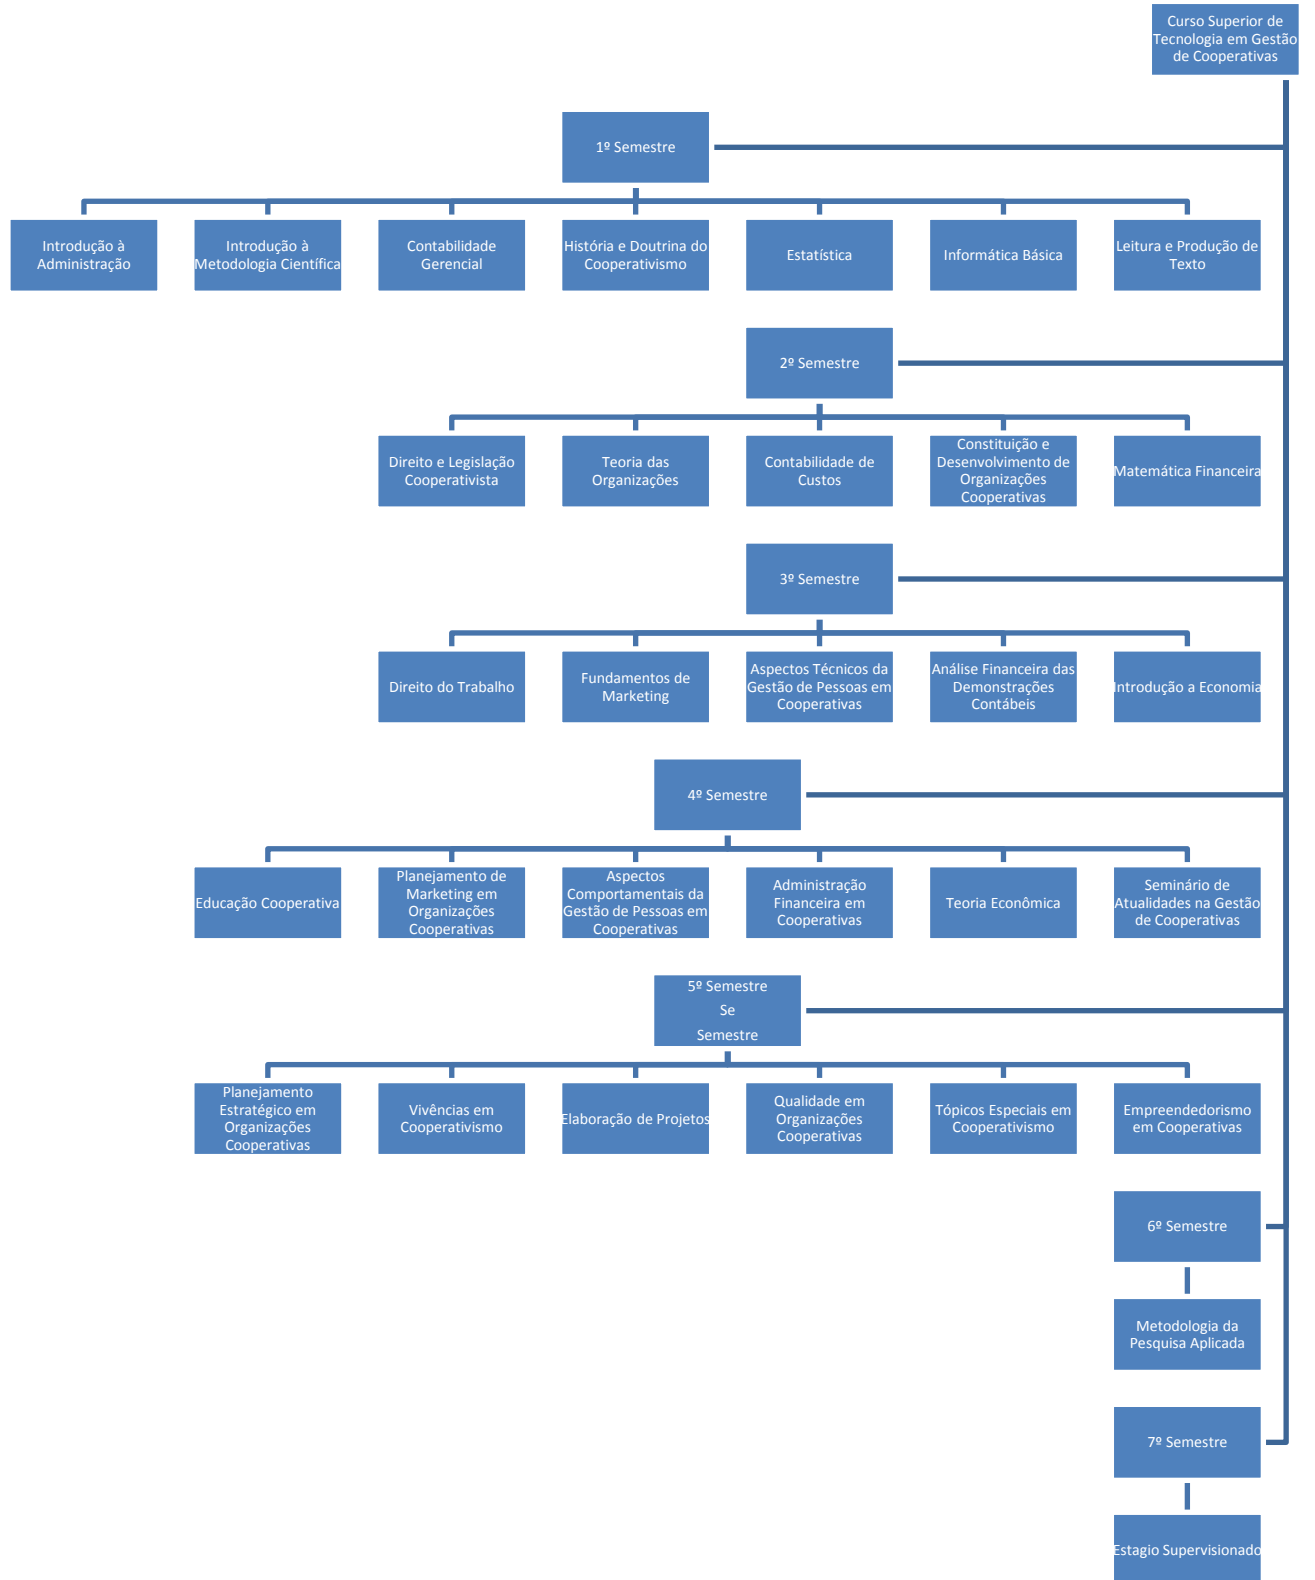 Curso Superior de
Tecnologia em Gestão
de Cooperativas
1º Semestre
Introdução à
Administração
Introdução à
Metodologia Científica
Contabilidade
Gerencial
História e Doutrina do
Cooperativismo
Estatística
Informática Básica
Leitura e Produção de
Texto
2º Semestre
Direito e Legislação
Cooperativista
Teoria das
Organizações
Contabilidade de
Custos
Constituição e
Desenvolvimento de
Organizações
Cooperativas
Matemática Financeira
3º Semestre
Direito do Trabalho
Fundamentos de
Marketing
Aspectos Técnicos da
Gestão de Pessoas em
Cooperativas
Análise Financeira das
Demonstrações
Contábeis
Introdução a Economia
4º Semestre
Educação Cooperativa
Planejamento de
Marketing em
Organizações
Cooperativas
Aspectos
Comportamentais da
Gestão de Pessoas em
Cooperativas
Administração
Financeira em
Cooperativas
Teoria Econômica
Seminário de
Atualidades na Gestão
de Cooperativas
5º Semestre
Se
Semestre
Planejamento
Estratégico em
Organizações
Cooperativas
Vivências em
Cooperativismo
Elaboração de Projetos
Qualidade em
Organizações
Cooperativas
Tópicos Especiais em
Cooperativismo
Empreendedorismo
em Cooperativas
6º Semestre
Metodologia da
Pesquisa Aplicada
7º Semestre
Estagio Supervisionado